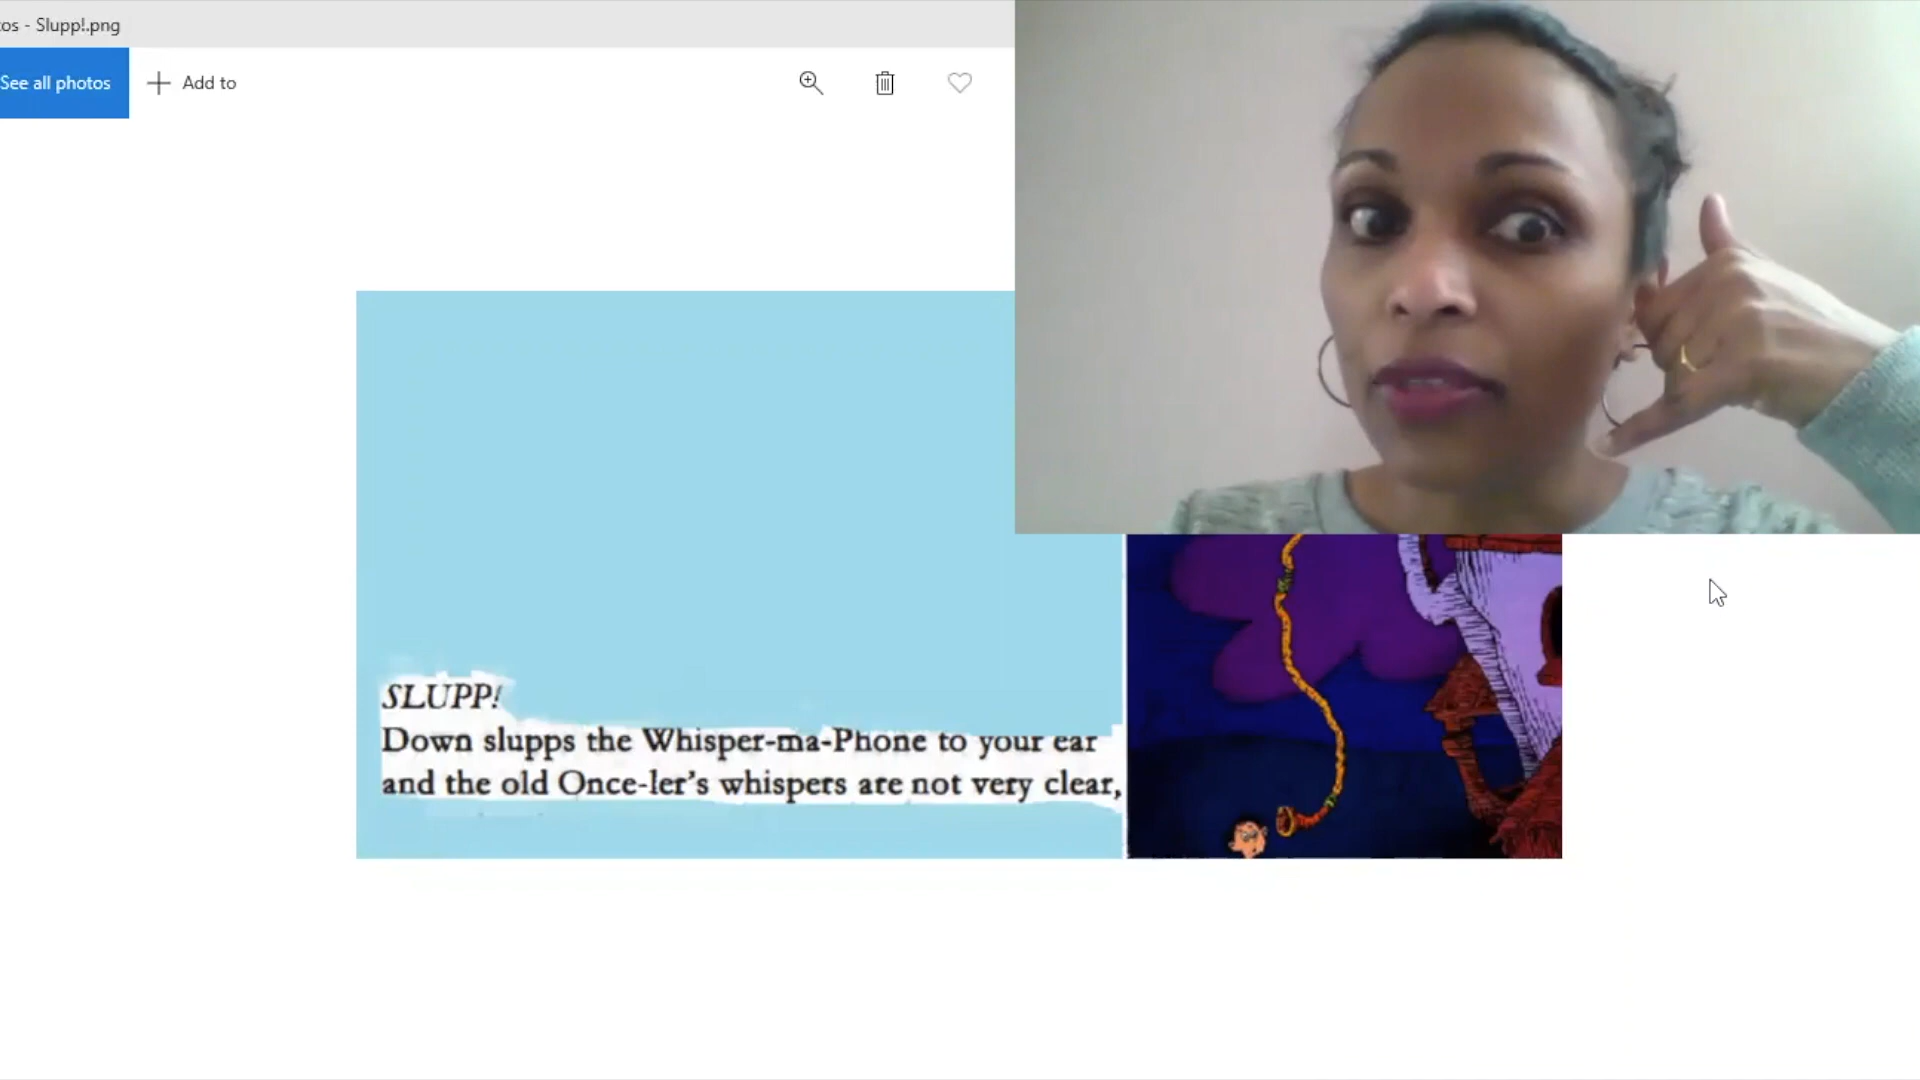 os - Slupp!.png
See all photos
Add to
SLUPP!
Down slupps the Whisper-ma-Phone to your ear
and the old Once-ler's whispers are not very clear,